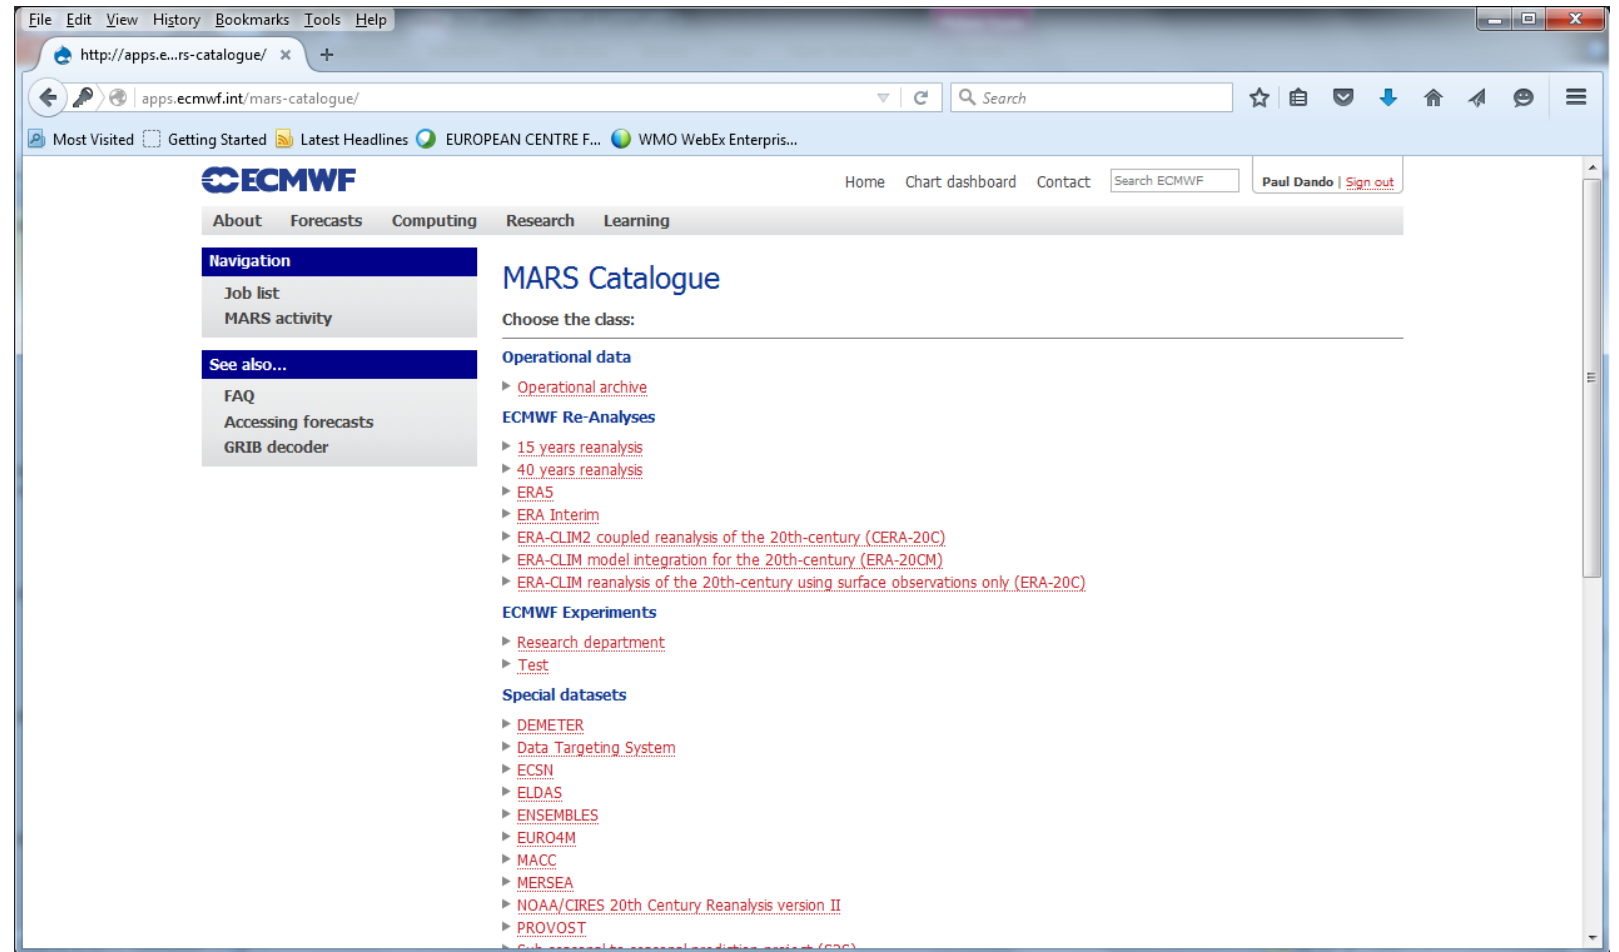 File Edit View History Bookmarks Tools Help
http://apps.e...rs-catalogue/
apps.ecmwf.int/mars-catalogue/
Search
Most Visited Getting Started Latest Headlines EUROPEAN CENTRE F... WMO WebEx Enterpris...
ECMWF
Home Chart dashboard Contact Search ECMWF Paul Dando | Sign out
About Forecasts Computing Research Learning
Navigation
Job list
MARS activity
See also...
FAQ
Accessing forecasts
GRIB decoder
MARS Catalogue
Choose the class:
Operational data
Operational archive
ECMWF Re-Analyses
15 years reanalysis
40 years reanalysis
ERA5
ERA Interim
ERA-CLIM2 coupled reanalysis of the 20th-century (CERA-20C)
ERA-CLIM model integration for the 20th-century (ERA-20CM)
ERA-CLIM reanalysis of the 20th-century using surface observations only (ERA-20C)
ECMWF Experiments
Research department
Test
Special datasets
DEMETER
Data Targeting System
ECSN
ELDAS
ENSEMBLES
EURO4M
MACC
MERSEA
NOAA/CIRES 20th Century Reanalysis version II
PROVOST